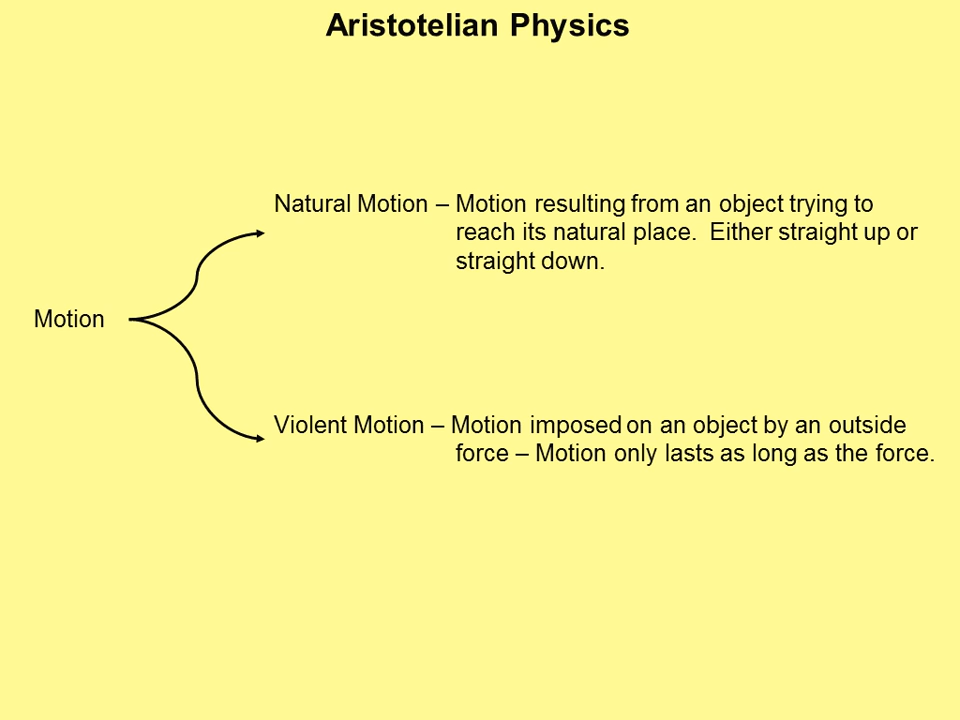 Aristotelian Physics
Natural Motion – Motion resulting from an object trying to
reach its natural place.  Either straight up or
straight down.
Motion
Violent Motion – Motion imposed on an object by an outside
force – Motion only lasts as long as the force.